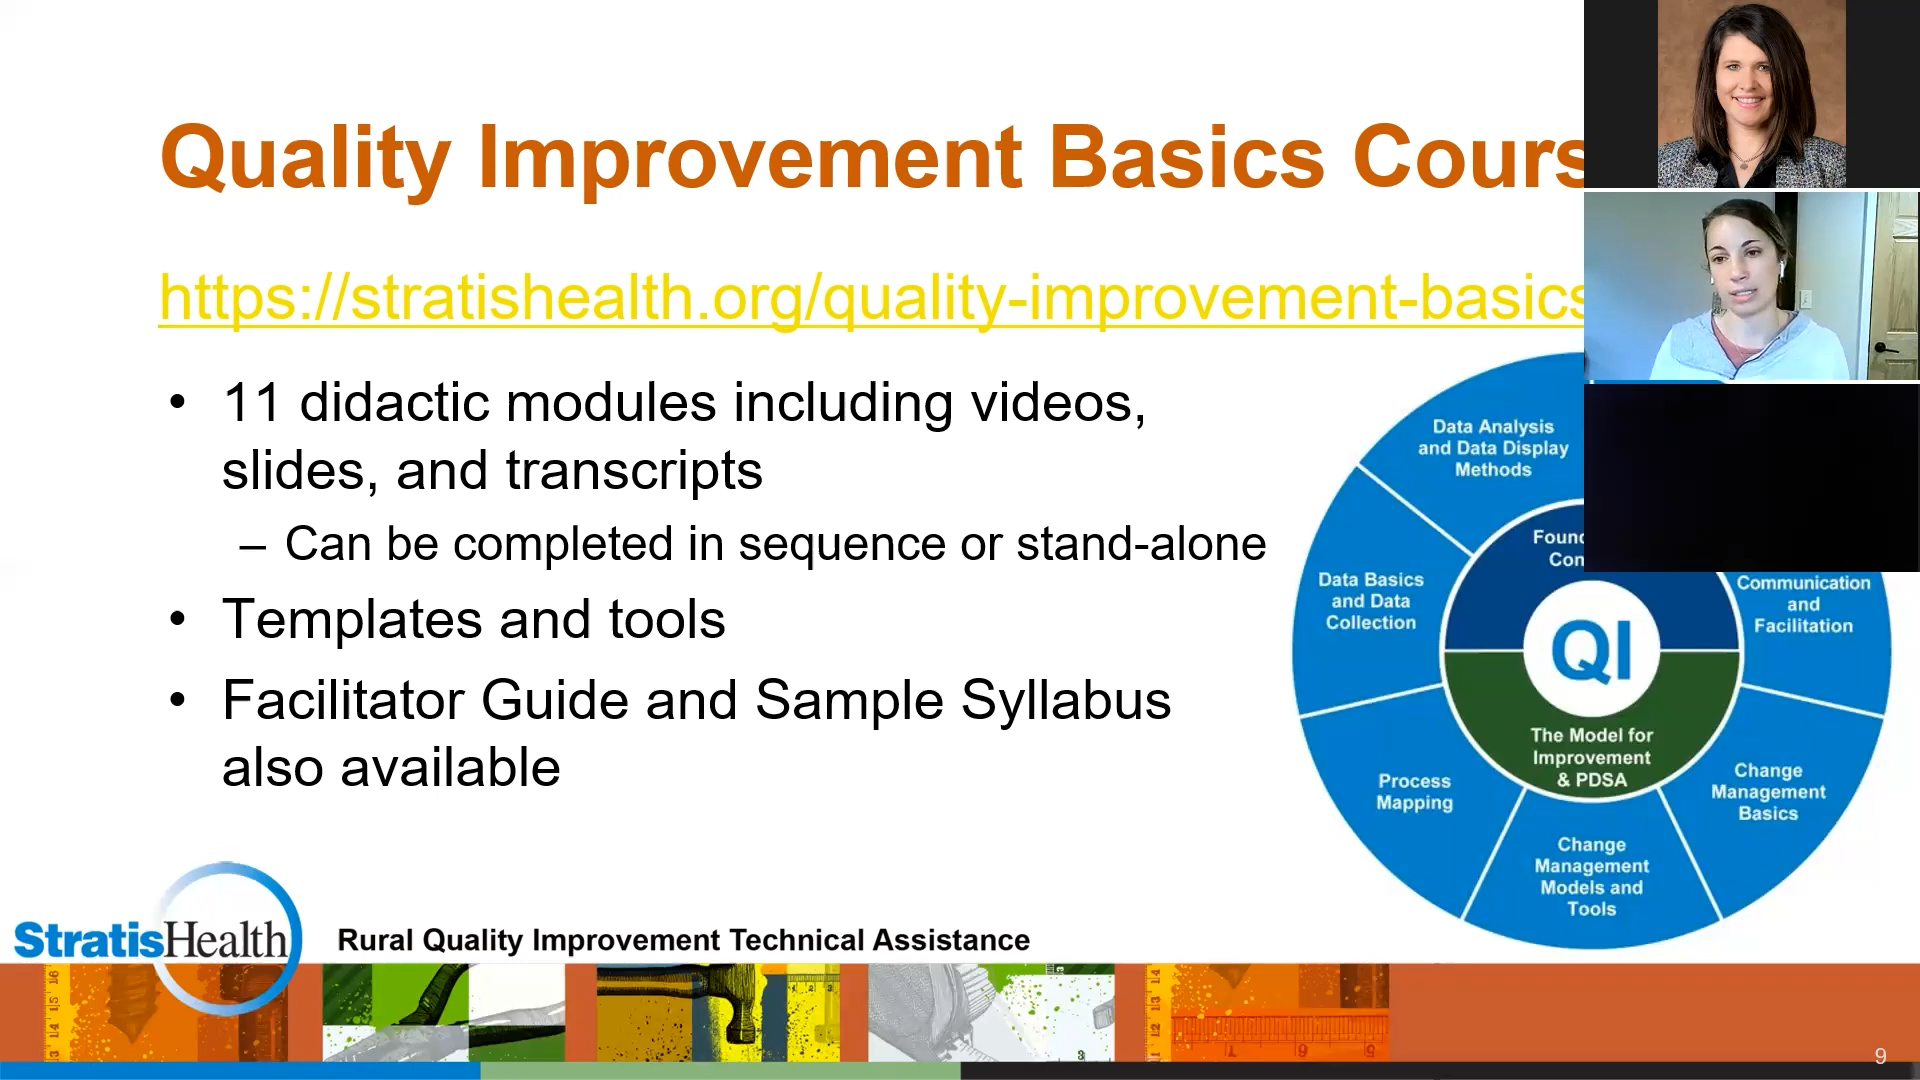 Quality Improvement Basics Cours
https://stratishealth.org/quality-improvement-basics
• 11 didactic modules including videos,
slides, and transcripts
– Can be completed in sequence or stand-alone
• Templates and tools
• Facilitator Guide and Sample Syllabus
also available
Data Analysis
and Data Display
Methods
Data Basics
and Data
Collection
Process
Mapping
Change
Management
Models and
Tools
Change
Management
Basics
Communication
and
Facilitation
QI
The Model for
Improvement
& PDSA
StratisHealth
Rural Quality Improvement Technical Assistance
9